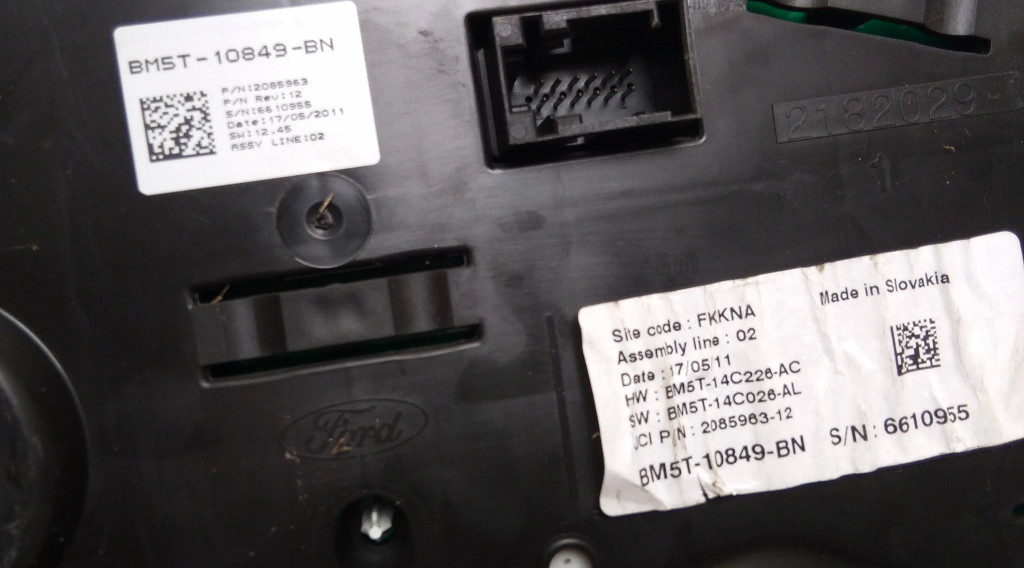 BM5T-10849-BN
P/N:2085963
P/N Rev:12
S/N:6610955
Date:17/05/2011
SW:12.45
ASSY LINE:02
2182029-
1
Ford
Made in Slovakia
Site code : FKKNA
Assembly line : 02
Date : 17/05/11
HW : BM5T-14C226-AC
SW : BM5T-14C026-AL
JCI P/N : 2085963-12
BM5T-10849-BN S/N : 6610955